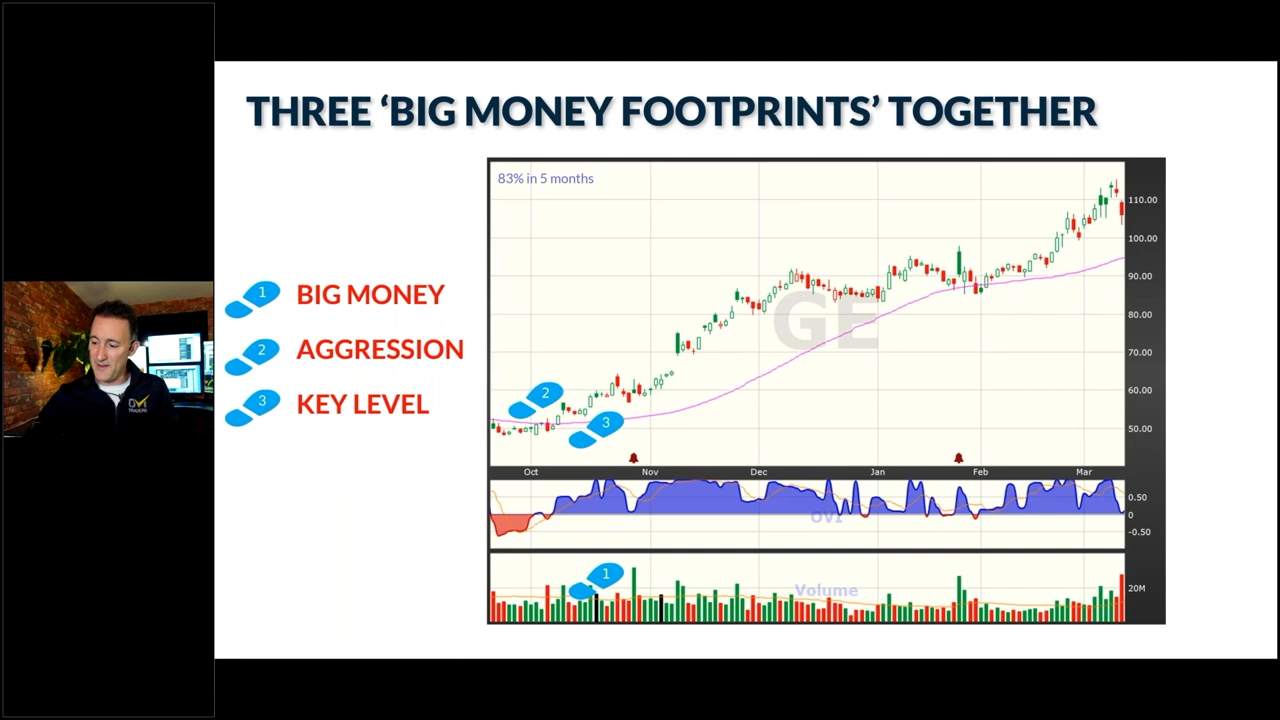 THREE ‘BIG MONEY FOOTPRINTS’ TOGETHER
83% in 5 months
GE
110.00
100.00
90.00
80.00
70.00
60.00
50.00
1 BIG MONEY
2 AGGRESSION
3 KEY LEVEL
2
3
Oct Nov Dec Jan Feb Mar
OVI
0.50
0
-0.50
1
Volume
20M
OVI
TRADERS